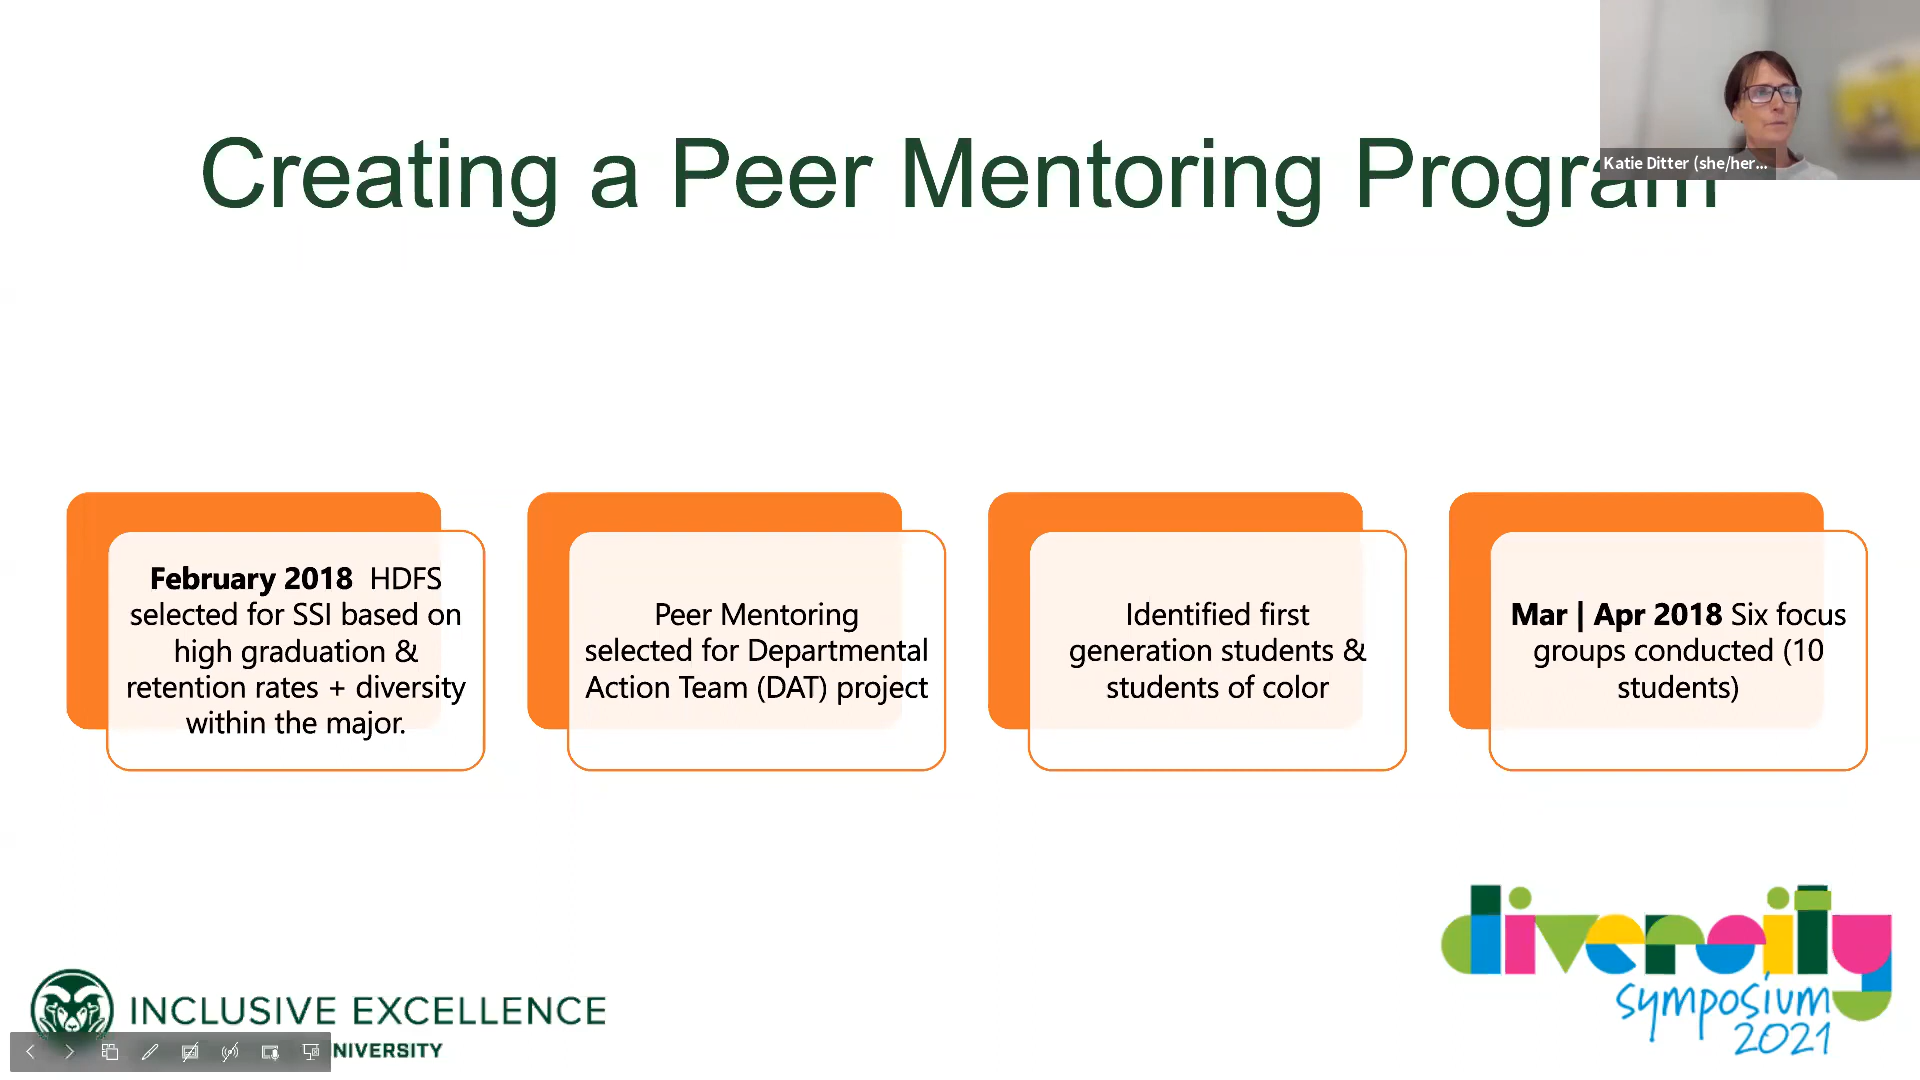 Creating a Peer Mentoring Program
Katie Ditter (she/her...
February 2018 HDFS
selected for SSI based on
high graduation &
retention rates + diversity
within the major.
Peer Mentoring
selected for Departmental
Action Team (DAT) project
Identified first
generation students &
students of color
Mar | Apr 2018 Six focus
groups conducted (10
students)
INCLUSIVE EXCELLENCE
NIVERSITY
diversity
symposium
2021